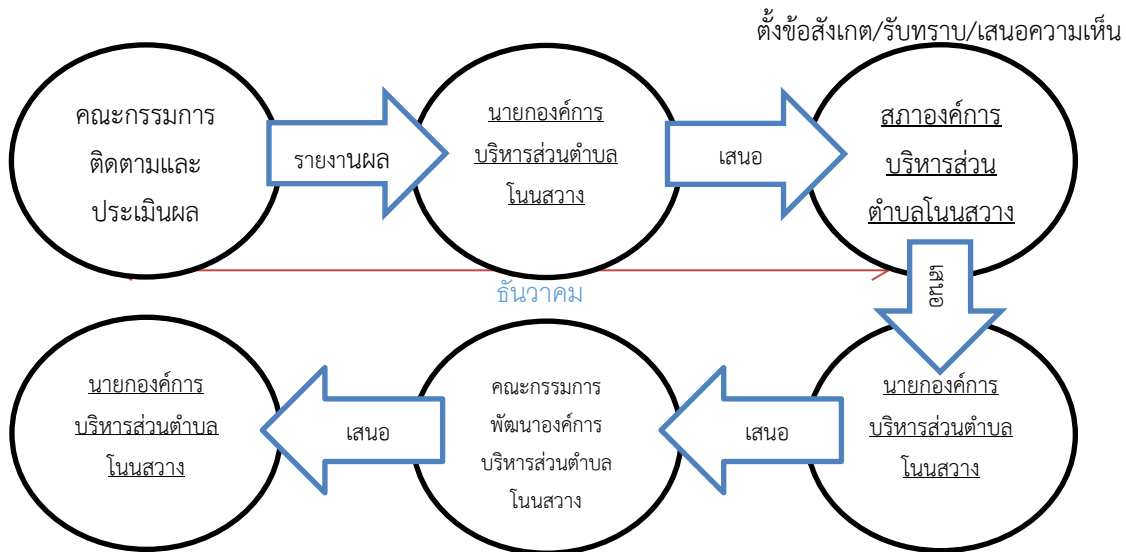 ตั้งข้อสังเกต/รับทราบ/เสนอความเห็น
คณะกรรมการ
ติดตามและ
ประเมินผล
รายงานผล
นายกองค์การ
บริหารส่วนตำบล
โนนสวาง
เสนอ
สภาองค์การ
บริหารส่วน
ตำบลโนนสวาง
ธันวาคม
เสนอ
นายกองค์การ
บริหารส่วนตำบล
โนนสวาง
เสนอ
คณะกรรมการ
พัฒนาองค์การ
บริหารส่วนตำบล
โนนสวาง
เสนอ
นายกองค์การ
บริหารส่วนตำบล
โนนสวาง